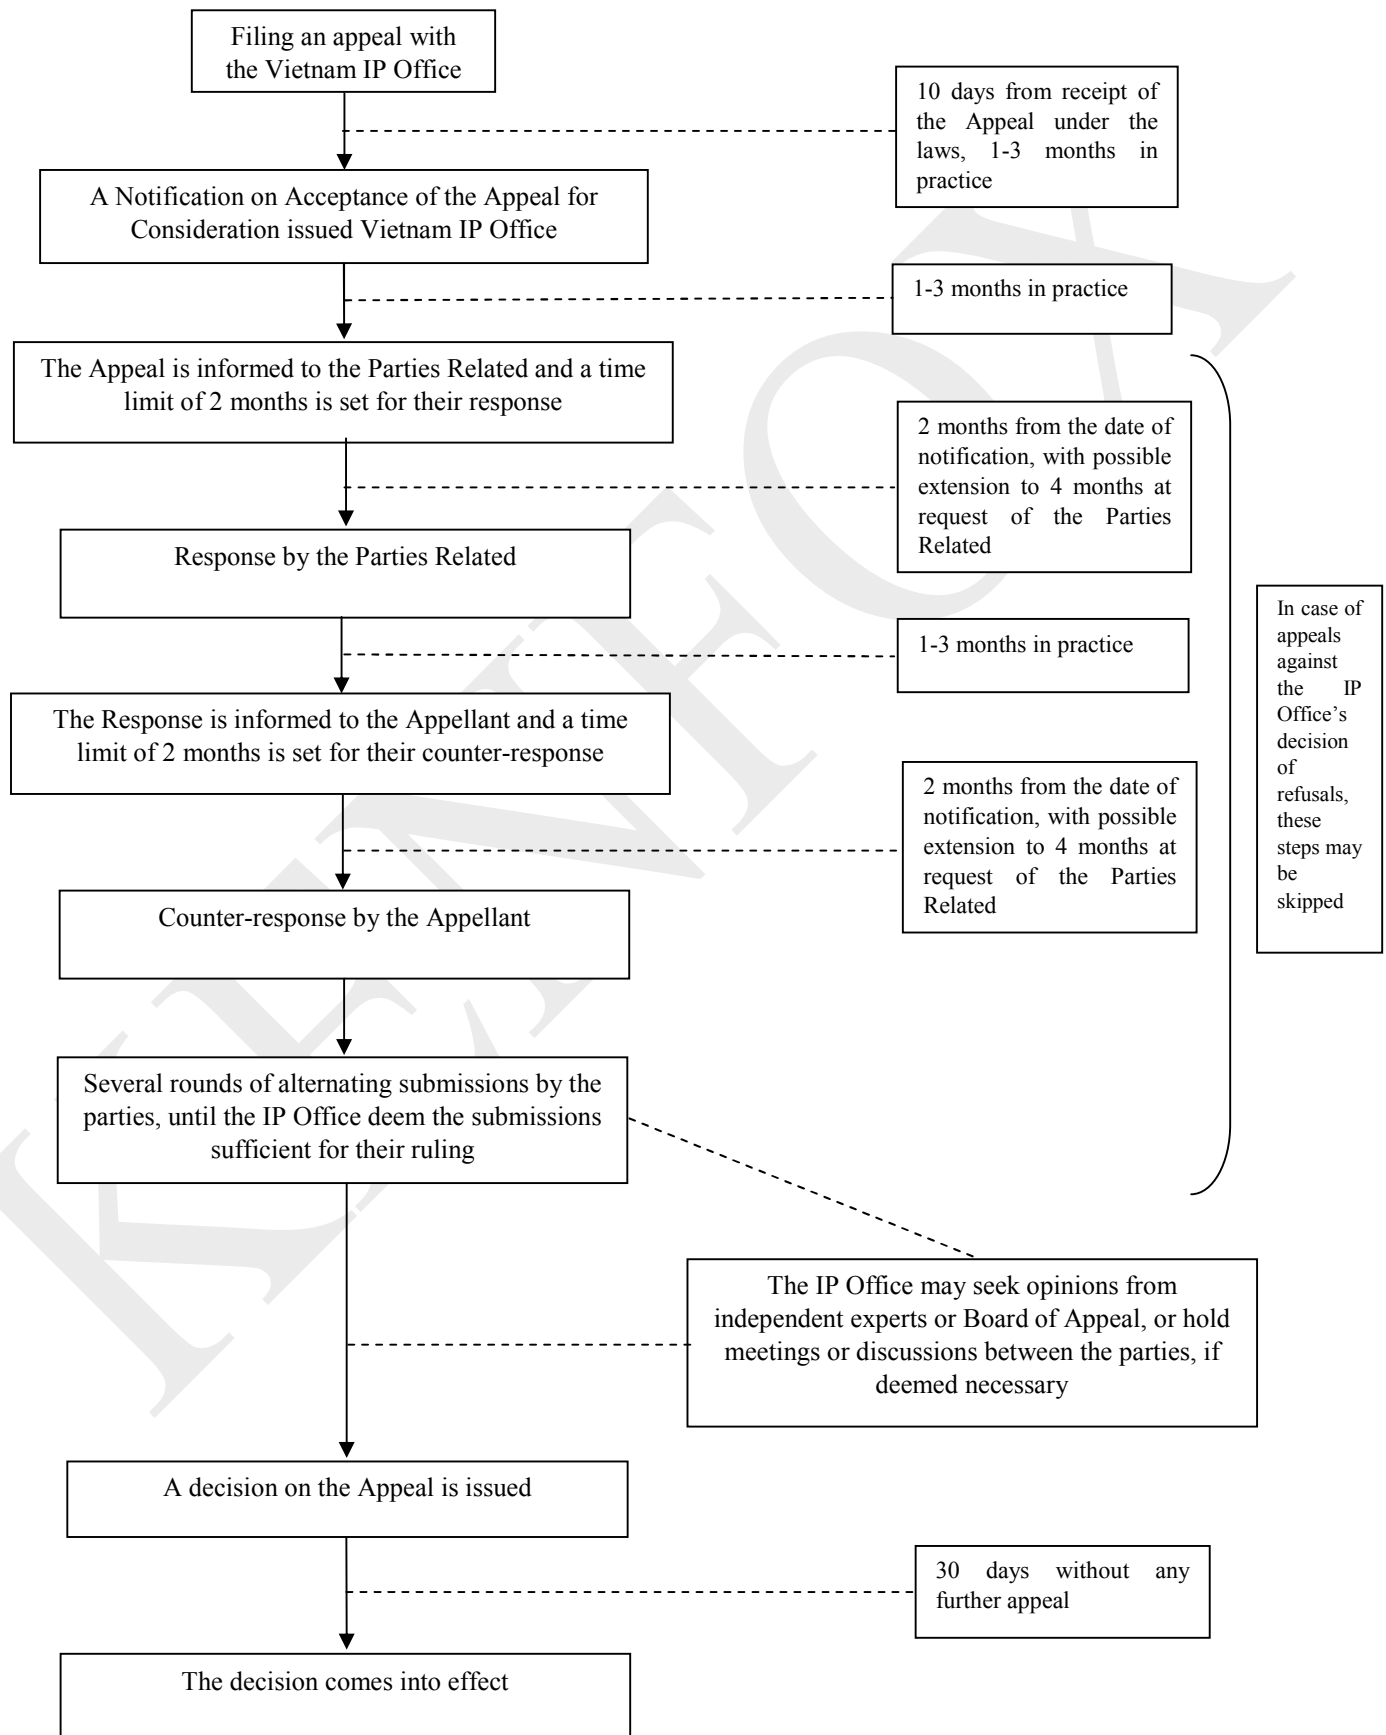 Filing an appeal with
the Vietnam IP Office
10 days from receipt of
the Appeal under the
laws, 1-3 months in
practice
A Notification on Acceptance of the Appeal for
Consideration issued Vietnam IP Office
1-3 months in practice
The Appeal is informed to the Parties Related and a time
limit of 2 months is set for their response
2 months from the date of
notification, with possible
extension to 4 months at
request of the Parties
Related
Response by the Parties Related
1-3 months in practice
In case of
appeals
against
the IP
Office's
decision
of
refusals,
these
steps may
be
skipped
The Response is informed to the Appellant and a time
limit of 2 months is set for their counter-response
2 months from the date of
notification, with possible
extension to 4 months at
request of the Parties
Related
Counter-response by the Appellant
Several rounds of alternating submissions by the
parties, until the IP Office deem the submissions
sufficient for their ruling
The IP Office may seek opinions from
independent experts or Board of Appeal, or hold
meetings or discussions between the parties, if
deemed necessary
A decision on the Appeal is issued
30 days without any
further appeal
The decision comes into effect
KENFOX